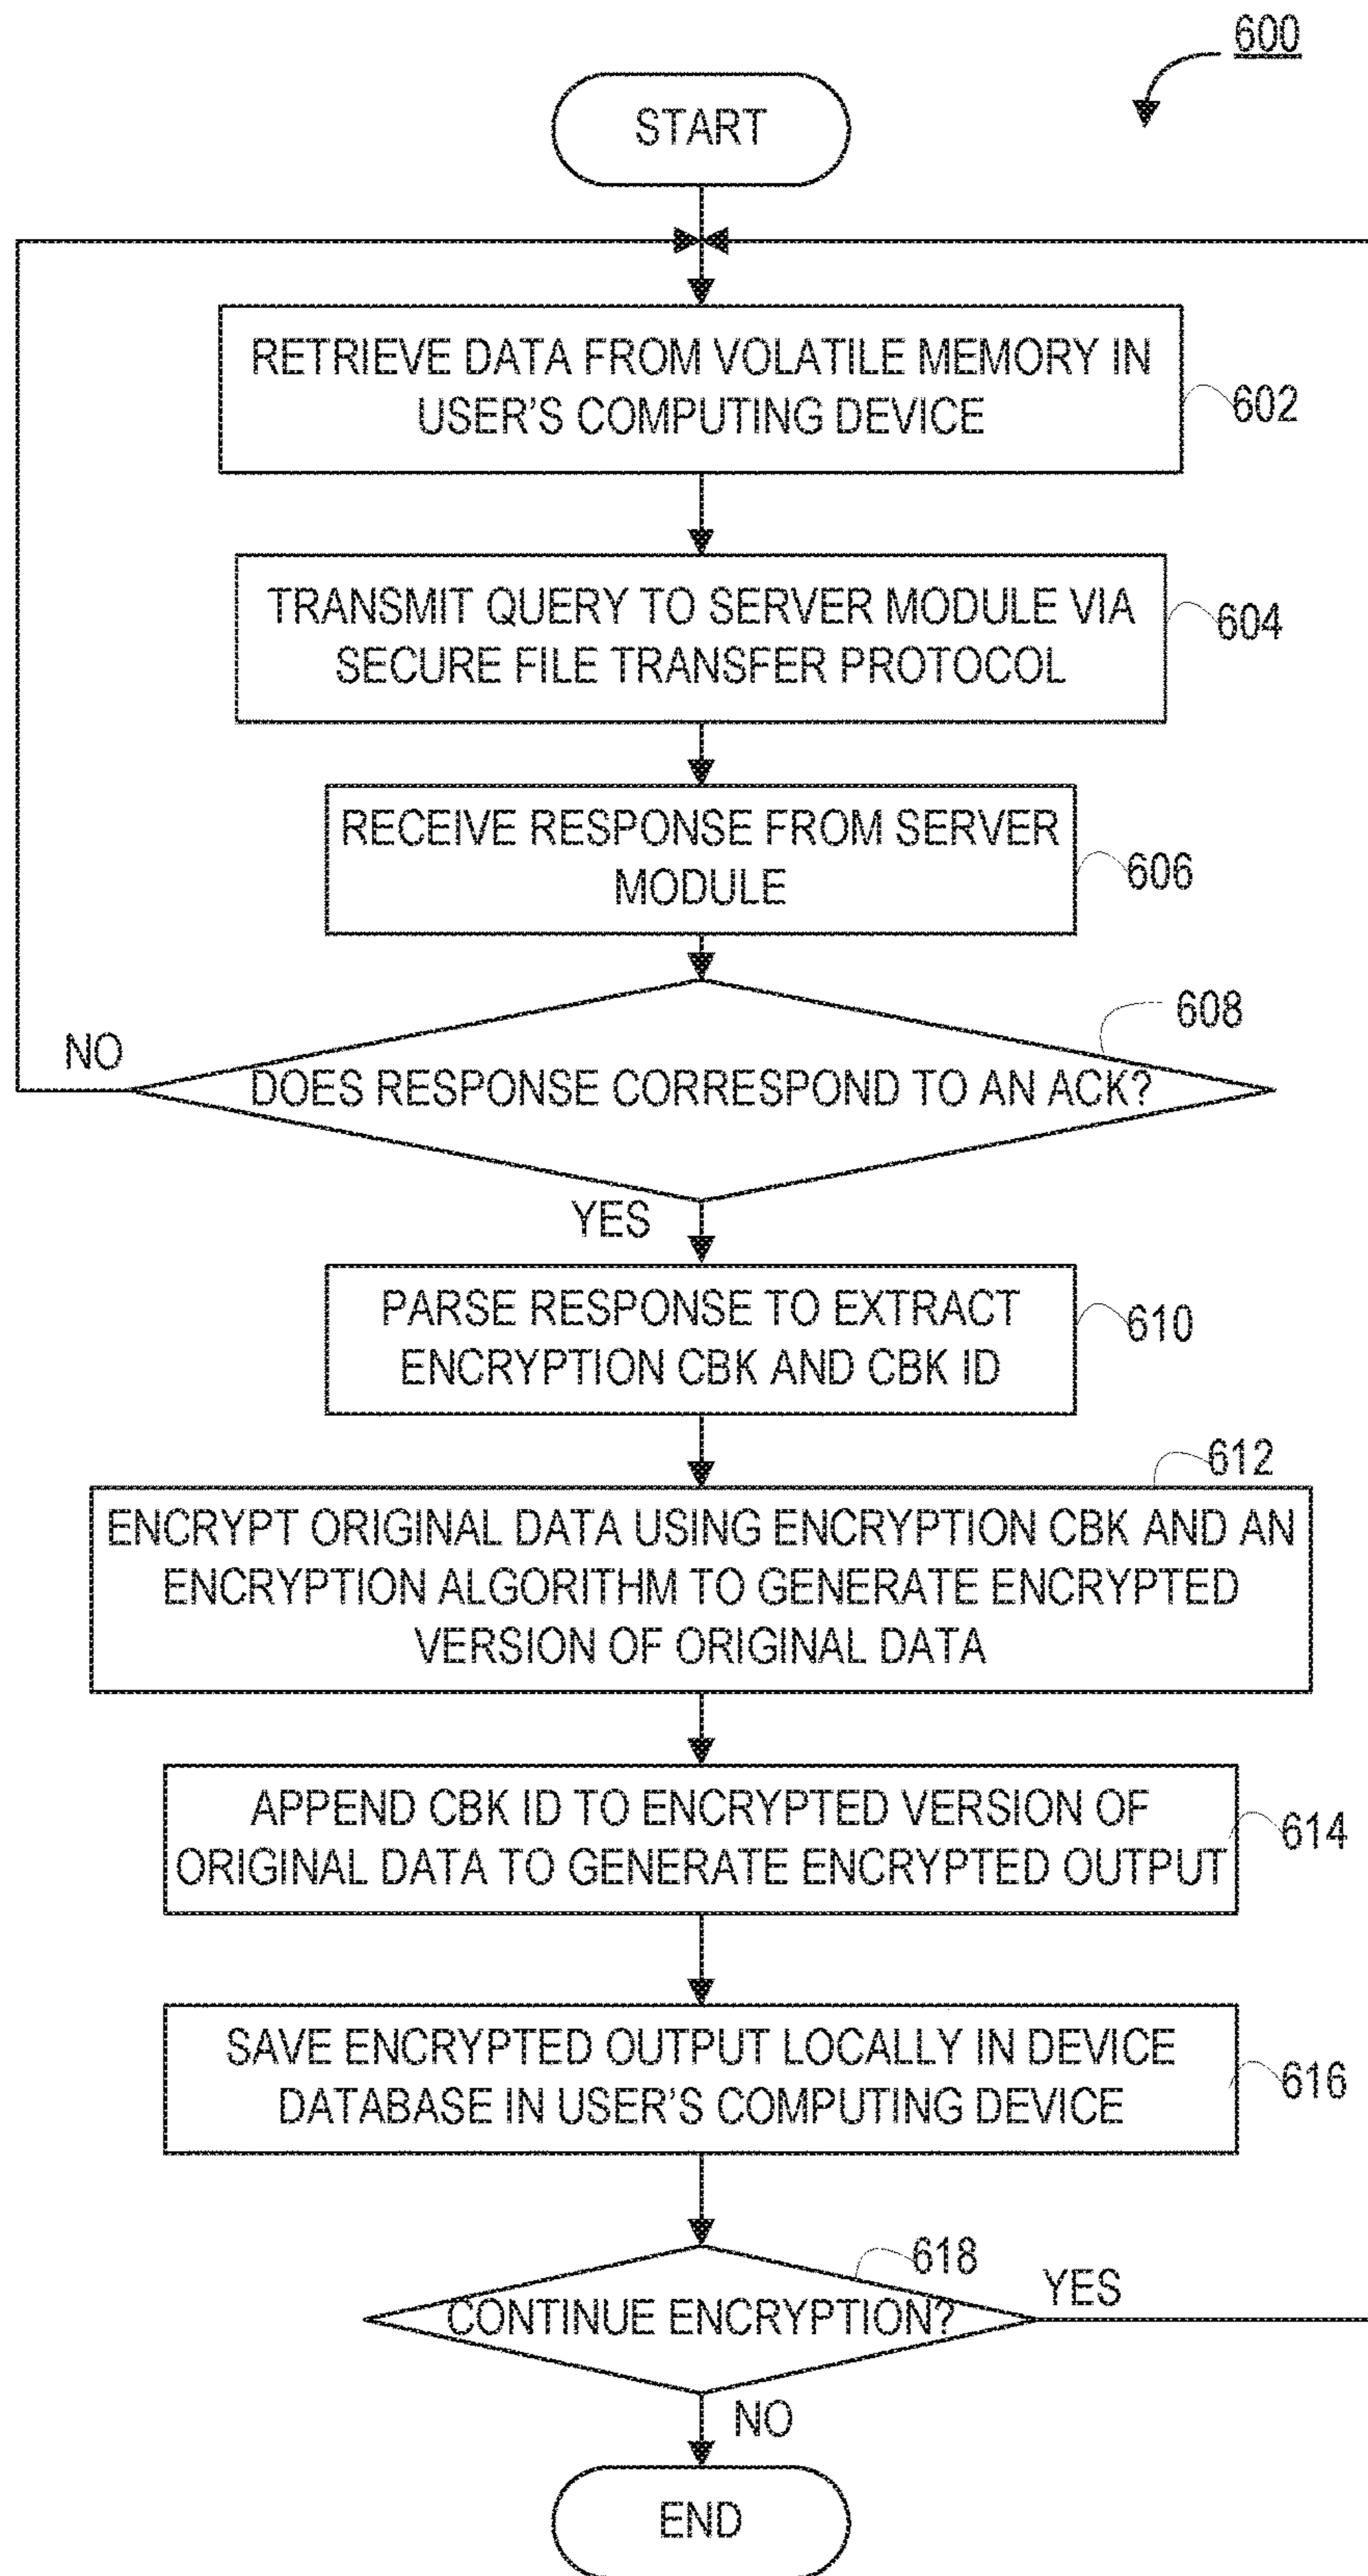 600
START
RETRIEVE DATA FROM VOLATILE MEMORY IN
USER'S COMPUTING DEVICE
602
TRANSMIT QUERY TO SERVER MODULE VIA
SECURE FILE TRANSFER PROTOCOL
604
RECEIVE RESPONSE FROM SERVER
MODULE
606
608
NO
DOES RESPONSE CORRESPOND TO AN ACK?
YES
PARSE RESPONSE TO EXTRACT
ENCRYPTION CBK AND CBK ID
610
612
ENCRYPT ORIGINAL DATA USING ENCRYPTION CBK AND AN
ENCRYPTION ALGORITHM TO GENERATE ENCRYPTED
VERSION OF ORIGINAL DATA
APPEND CBK ID TO ENCRYPTED VERSION OF
ORIGINAL DATA TO GENERATE ENCRYPTED OUTPUT
614
SAVE ENCRYPTED OUTPUT LOCALLY IN DEVICE
DATABASE IN USER'S COMPUTING DEVICE
616
618
CONTINUE ENCRYPTION?
YES
NO
END